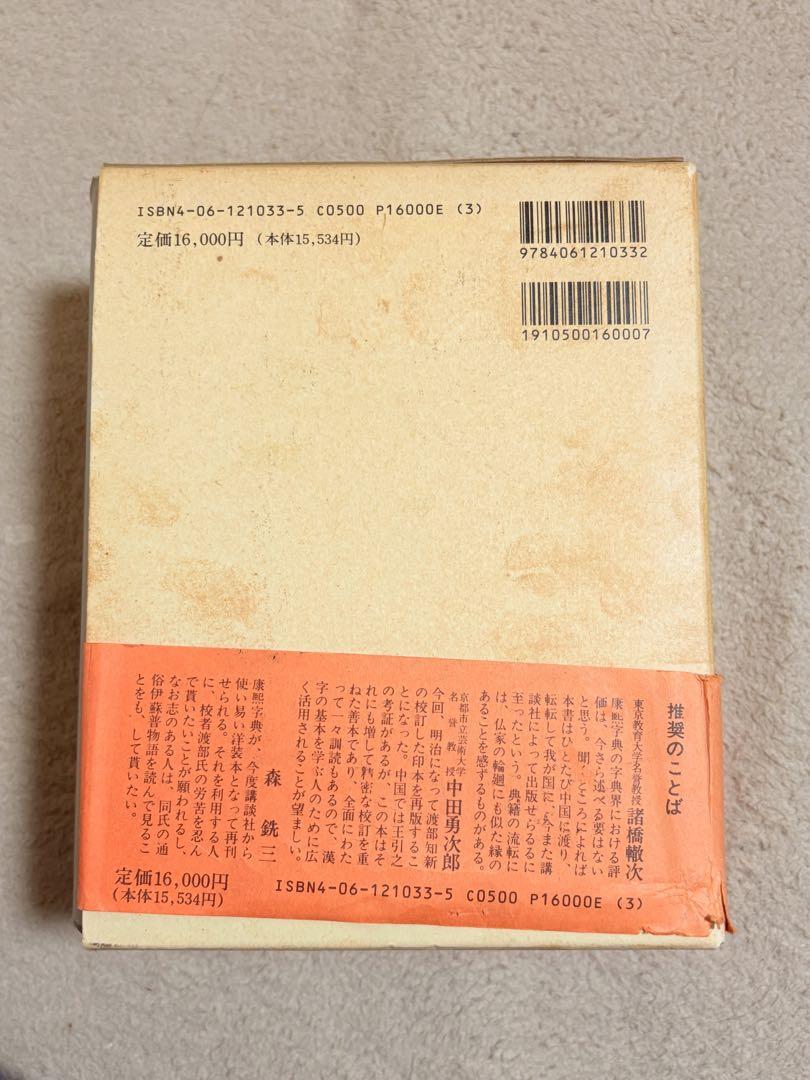 ISBN4-06-121033-5 C0500 P16000E (3)
定価16,000円 (本体15,534円)
9784061210332
1910500160007
推奨のことば
東京教育大学名誉教授 諸橋轍次
康熙字典の字典界における評
価は、今さら述べる要はない
と思う。聞くところによれば
本書はひとたび中国に渡り、
転転して我が国に、今また講
談社によって出版せらるるに
至ったという。典籍の流転に
は、仏家の輪廻にも似た縁の
あることを感ずるものがある。
京都市立芸術大学名誉教授 中田勇次郎
今回、明治になって渡部知新
の校訂した印本を再版するこ
とになった。中国では王引之
の考証があるが、この本はそ
れにも増して精密な校訂を重
ねた善本であり、全面にわた
って一々訓読もあるので、漢
字の基本を学ぶ人のために広
く活用されることが望ましい。
森 銑三
康熙字典が、今度講談社から
使い易い洋装本となって再刊
せられる。それを利用する人
に、校者渡部氏の労苦を忍ん
で貰いたいことが願われるし、
なお志のある人は、同氏の通
俗伊蘇普物語を読んで見るこ
とをも、して貰いたい。
定価16,000円
(本体15,534円)
ISBN4-06-121033-5 C0500 P16000E (3)